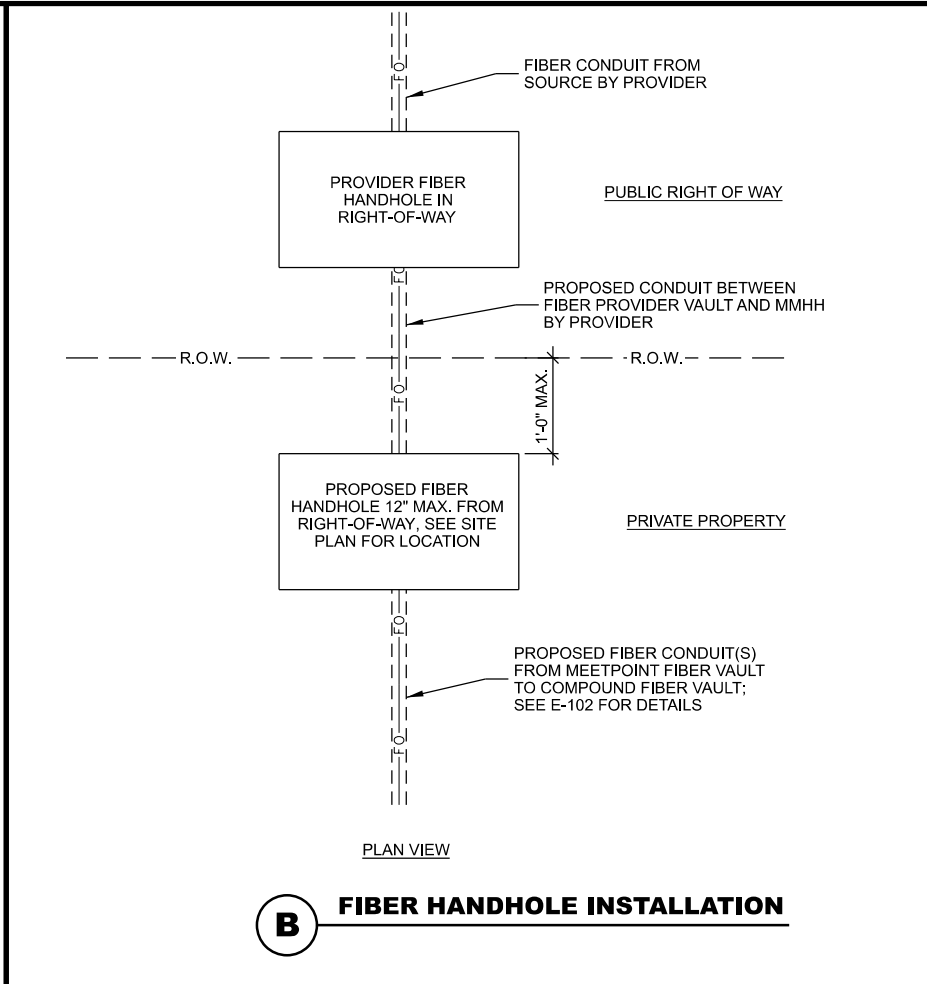 FO
FIBER CONDUIT FROM
SOURCE BY PROVIDER
PROVIDER FIBER
HANDHOLE IN
RIGHT-OF-WAY
PUBLIC RIGHT OF WAY
FO
PROPOSED CONDUIT BETWEEN
FIBER PROVIDER VAULT AND MMHH
BY PROVIDER
R.O.W. R.O.W.
FO
1'-0" MAX.
PROPOSED FIBER
HANDHOLE 12" MAX. FROM
RIGHT-OF-WAY, SEE SITE
PLAN FOR LOCATION
PRIVATE PROPERTY
FO
PROPOSED FIBER CONDUIT(S)
FROM MEETPOINT FIBER VAULT
TO COMPOUND FIBER VAULT;
SEE E-102 FOR DETAILS
FO
PLAN VIEW
B FIBER HANDHOLE INSTALLATION